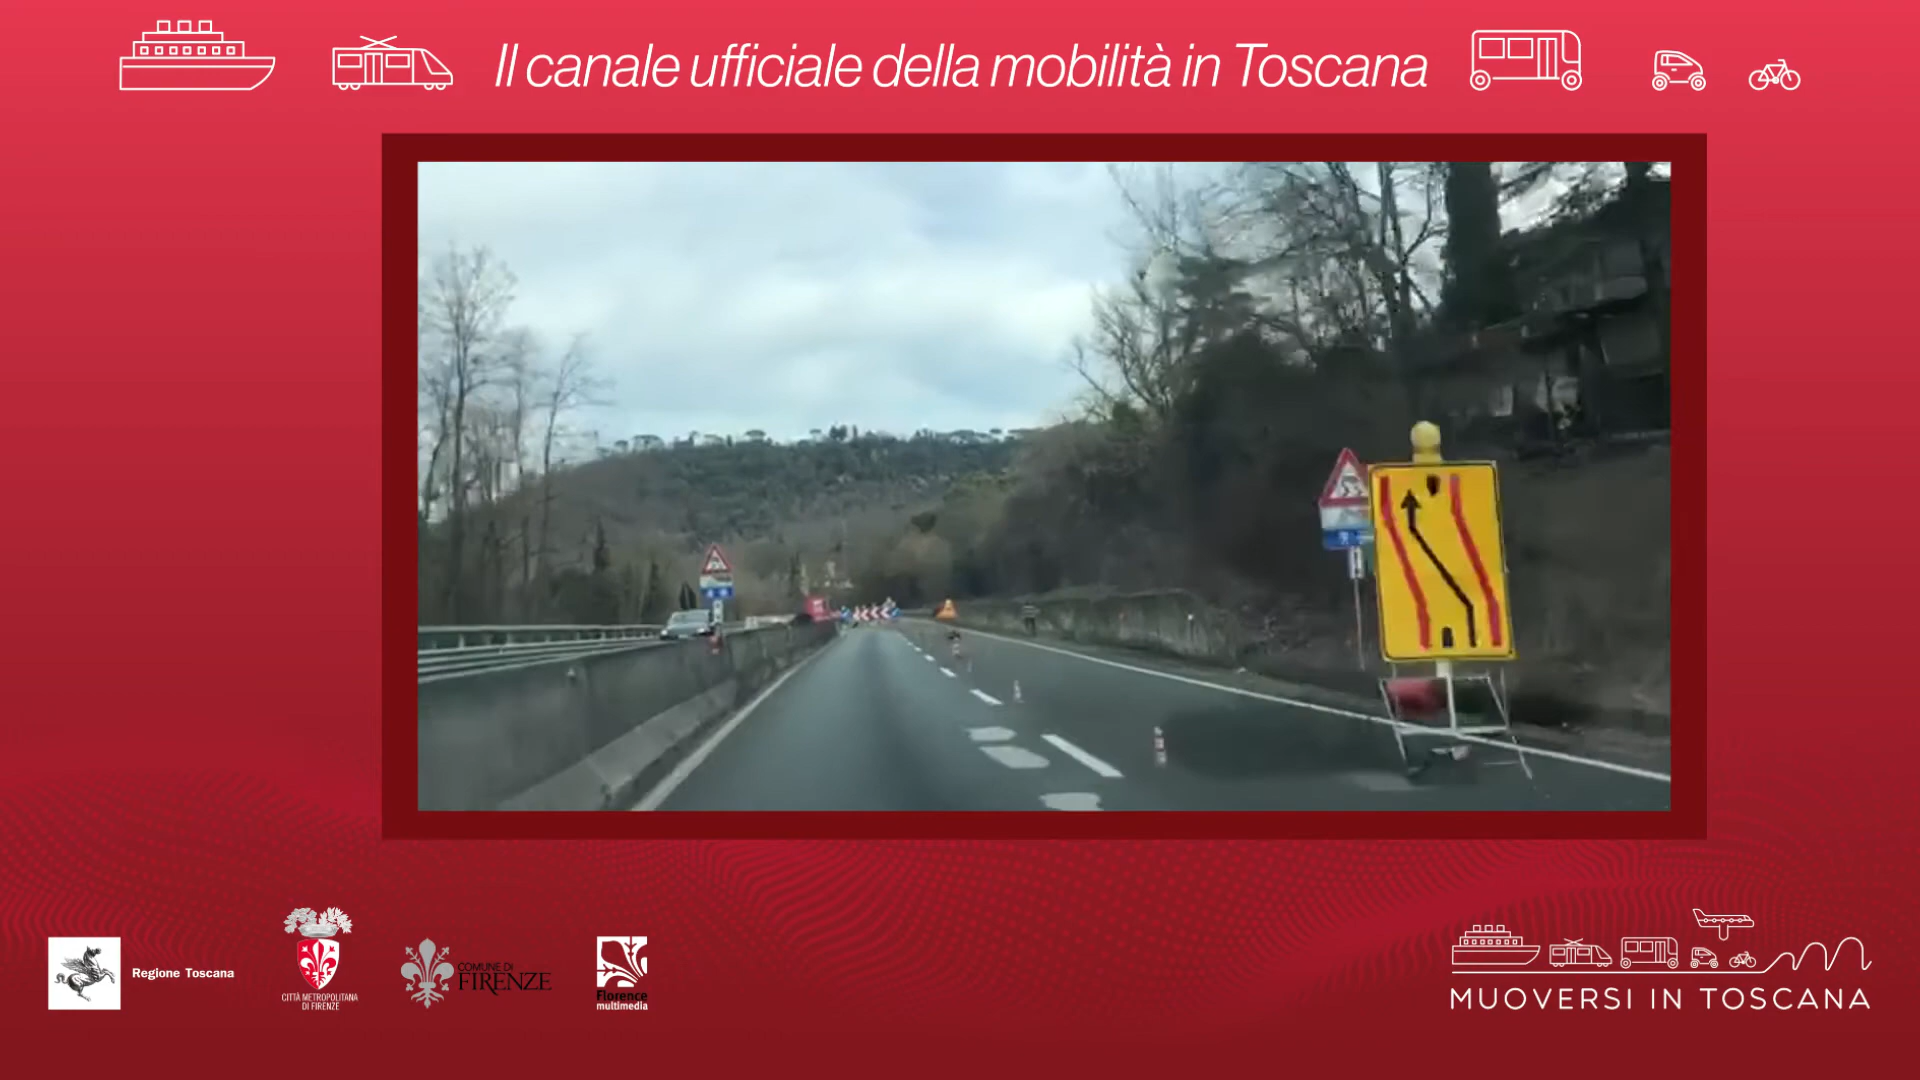 Il canale ufficiale della mobilità in Toscana
Regione Toscana
CITTÀ METROPOLITANA
DI FIRENZE
COMUNE DI
FIRENZE
Florence
multimedia
MUOVERSI IN TOSCANA